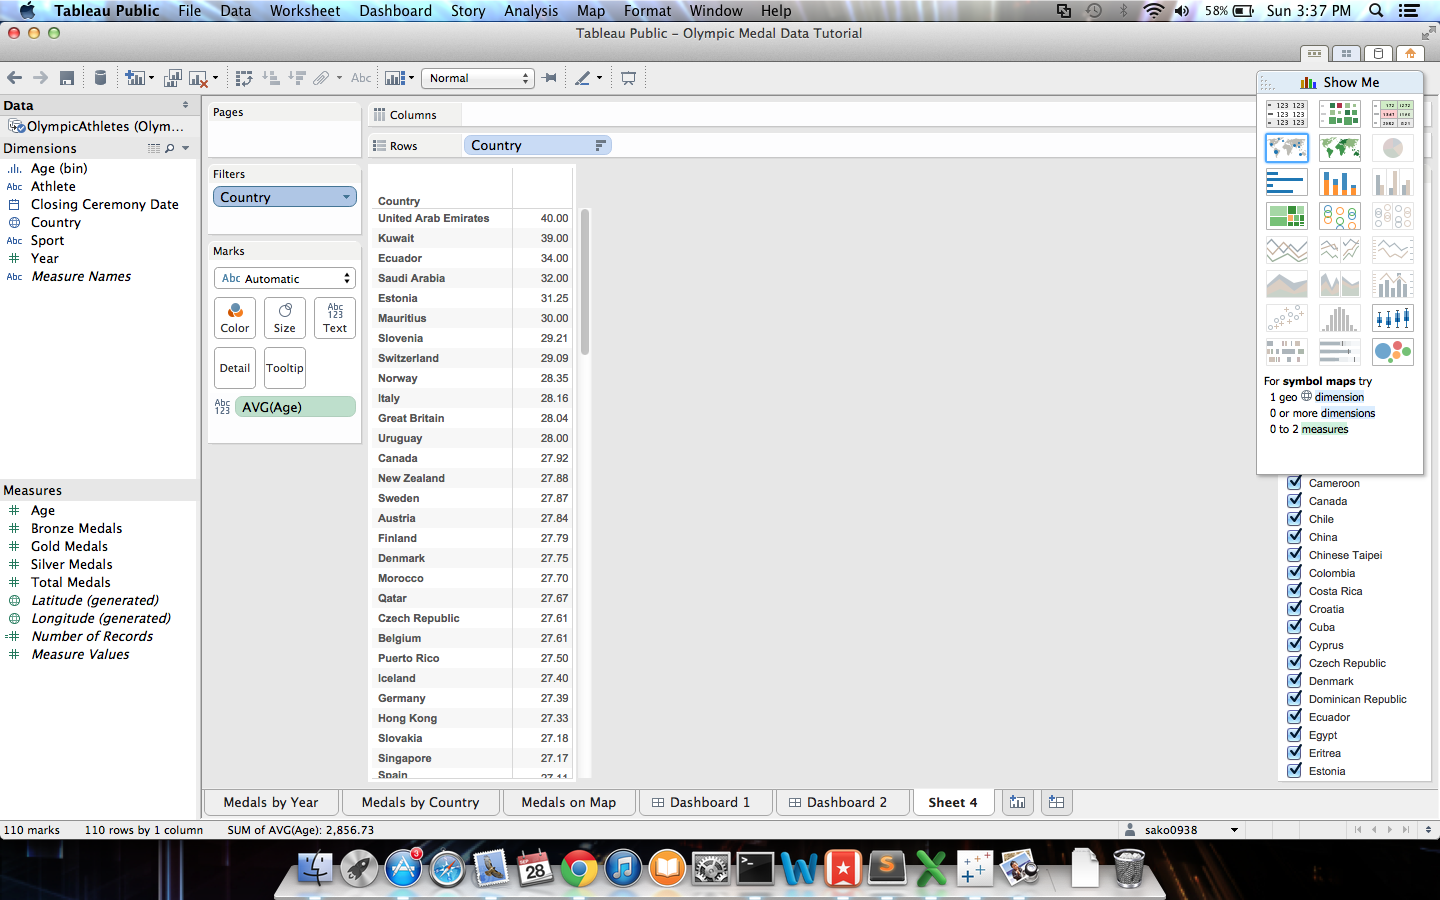 Tableau Public File Data Worksheet Dashboard Story Analysis Map Format Window Help 58% Sun 3:37 PM
Tableau Public - Olympic Medal Data Tutorial
Abc Normal
Data
OlympicAthletes (Olym...
Dimensions
Age (bin)
Abc Athlete
Closing Ceremony Date
Country
Abc Sport
Year
Abc Measure Names
Measures
Age
Bronze Medals
Gold Medals
Silver Medals
Total Medals
Latitude (generated)
Longitude (generated)
Number of Records
Measure Values
Pages
Filters
Country
Marks
Abc Automatic
Color
Size
Abc
123
Text
Detail
Tooltip
Abc
123
AVG(Age)
Columns
Rows Country
Country
United Arab Emirates 40.00
Kuwait 39.00
Ecuador 34.00
Saudi Arabia 32.00
Estonia 31.25
Mauritius 30.00
Slovenia 29.21
Switzerland 29.09
Norway 28.35
Italy 28.16
Great Britain 28.04
Uruguay 28.00
Canada 27.92
New Zealand 27.88
Sweden 27.87
Austria 27.84
Finland 27.79
Denmark 27.75
Morocco 27.70
Qatar 27.67
Czech Republic 27.61
Belgium 27.61
Puerto Rico 27.50
Iceland 27.40
Germany 27.39
Hong Kong 27.33
Slovakia 27.18
Singapore 27.17
Spain 27.11
Show Me
For symbol maps try
1 geo dimension
0 or more dimensions
0 to 2 measures
Cameroon
Canada
Chile
China
Chinese Taipei
Colombia
Costa Rica
Croatia
Cuba
Cyprus
Czech Republic
Denmark
Dominican Republic
Ecuador
Egypt
Eritrea
Estonia
Medals by Year Medals by Country Medals on Map Dashboard 1 Dashboard 2 Sheet 4
110 marks 110 rows by 1 column SUM of AVG(Age): 2,856.73 sako0938
3
SEP
28